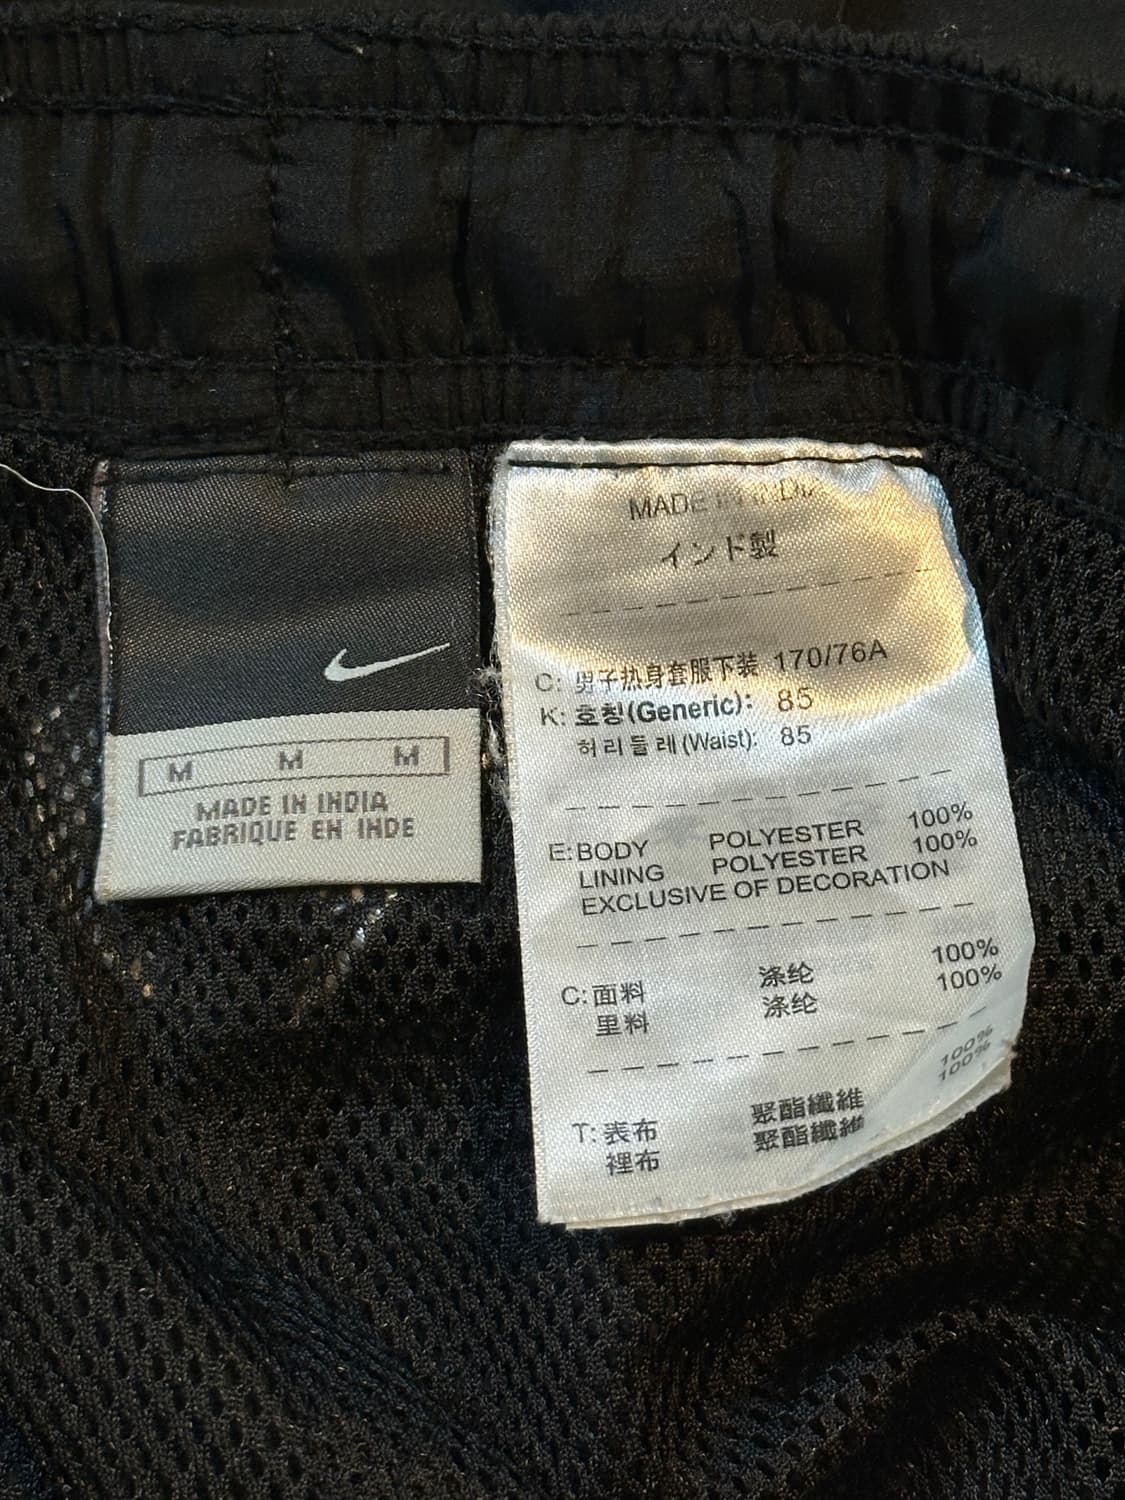 M M M
MADE IN INDIA
FABRIQUE EN INDE
MADE IN INDIA
インド製
C: 男子热身套服下装 170/76A
K: 호칭(Generic): 85
허리둘레(Waist): 85
E: BODY POLYESTER 100%
LINING POLYESTER 100%
EXCLUSIVE OF DECORATION
C: 面料 涤纶 100%
里料 涤纶 100%
T: 表布 聚酯纖維 100%
裡布 聚酯纖維 100%